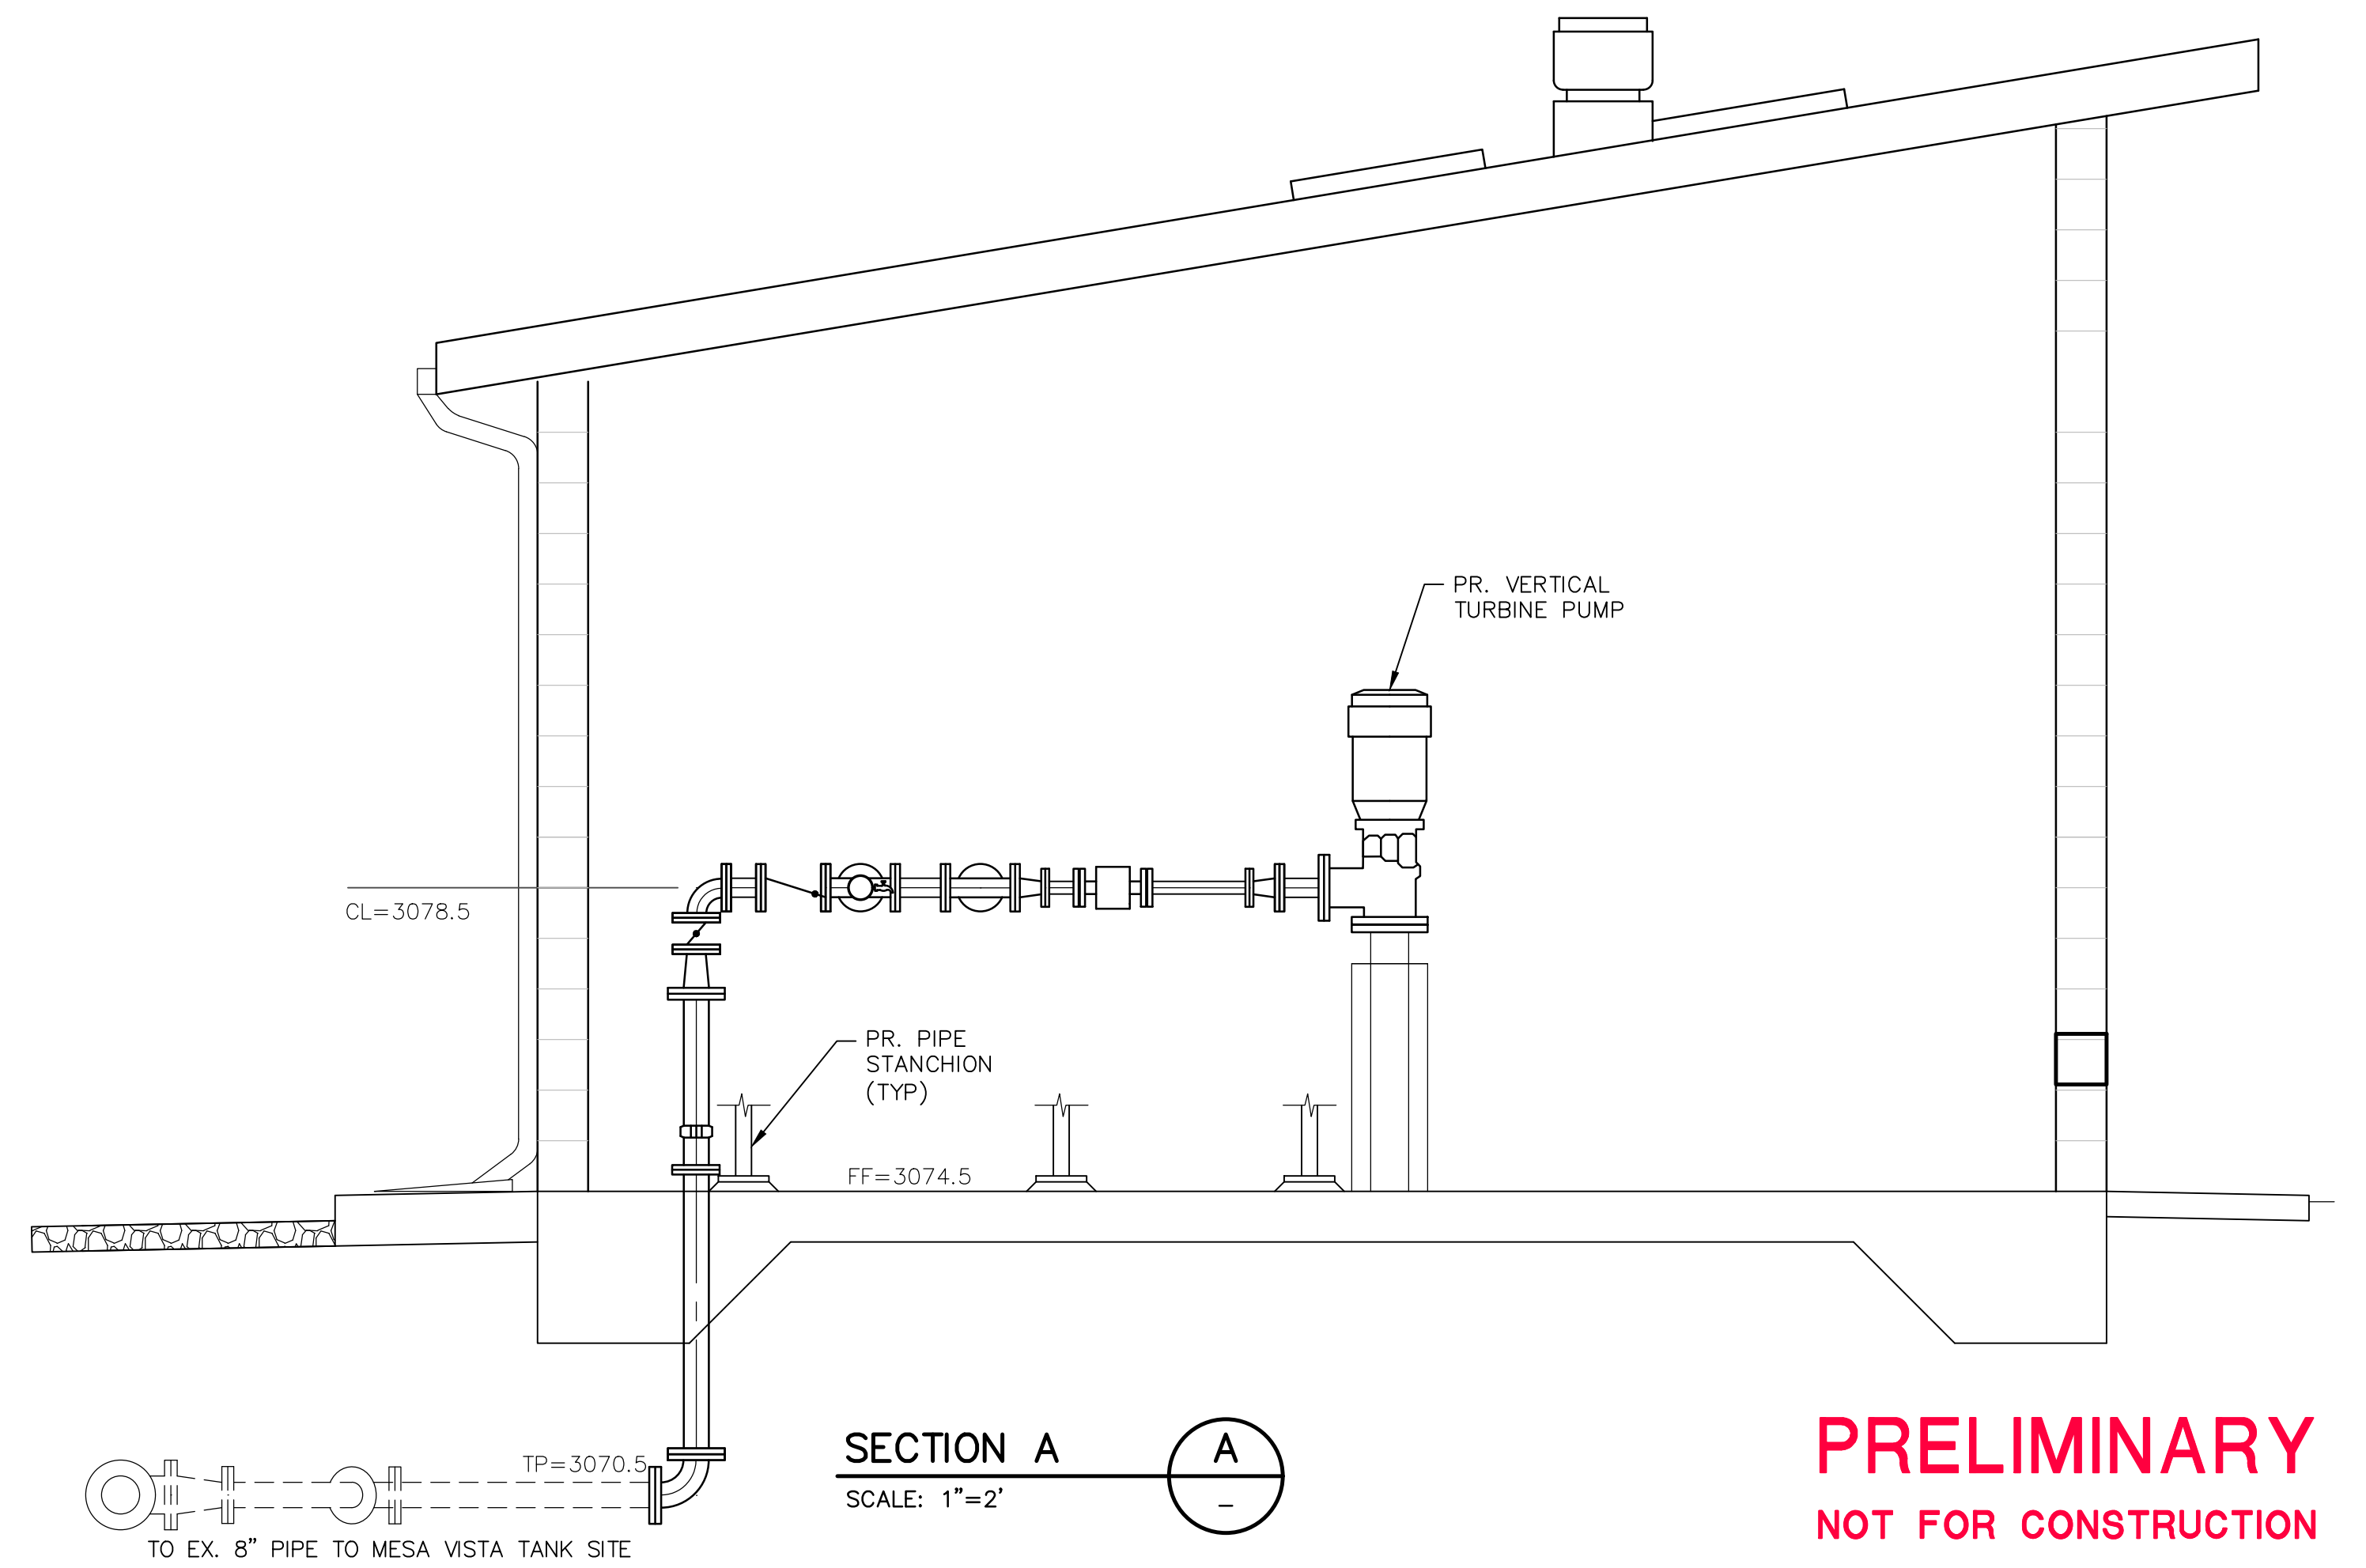 PR. VERTICAL
TURBINE PUMP
CL=3078.5
PR. PIPE
STANCHION
(TYP)
FF=3074.5
TP=3070.5
TO EX. 8" PIPE TO MESA VISTA TANK SITE
SECTION A
SCALE: 1"=2'
A
-
PRELIMINARY
NOT FOR CONSTRUCTION